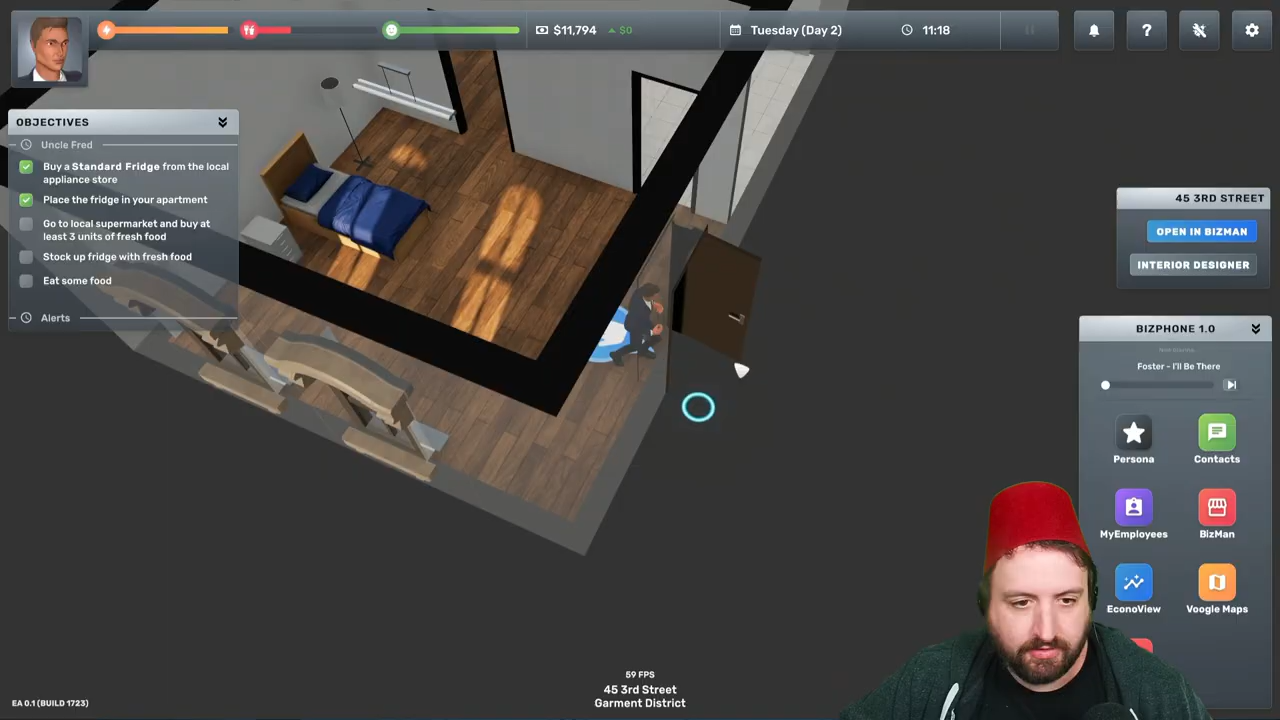 $11,794 $0
Tuesday (Day 2)
11:18
?
OBJECTIVES
Uncle Fred
Buy a Standard Fridge from the local
appliance store
Place the fridge in your apartment
Go to local supermarket and buy at
least 3 units of fresh food
Stock up fridge with fresh food
Eat some food
Alerts
45 3RD STREET
OPEN IN BIZMAN
INTERIOR DESIGNER
BIZPHONE 1.0
Foster - I'll Be There
Persona
Contacts
MyEmployees
BizMan
EconoView
Voogle Maps
59 FPS
45 3rd Street
Garment District
EA 0.1 (BUILD 1723)